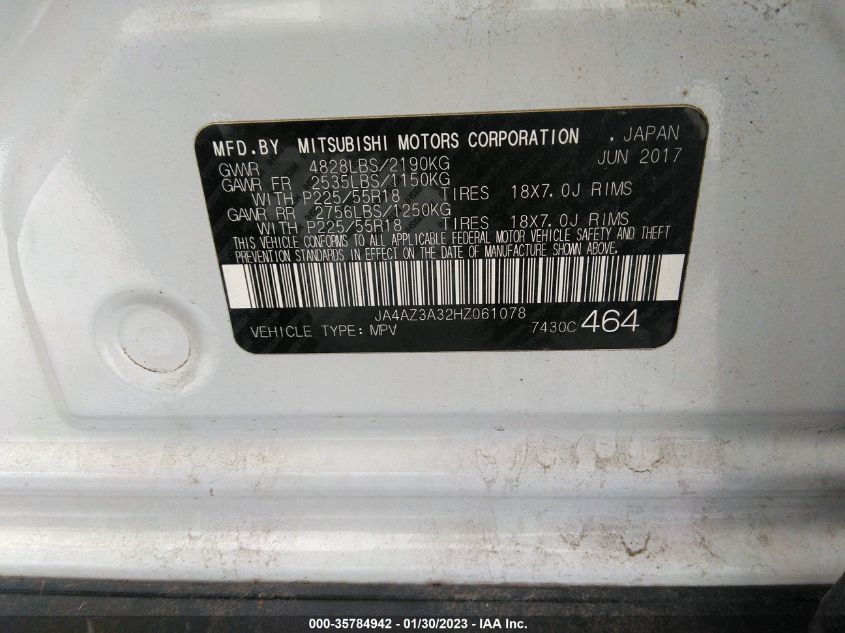 MFD.BY MITSUBISHI MOTORS CORPORATION , JAPAN
GVWR 4828LBS/2190KG JUN 2017
GAWR FR 2535LBS/1150KG
WITH P225/55R18 TIRES 18X7.0J RIMS
GAWR RR 2756LBS/1250KG
WITH P225/55R18 TIRES 18X7.0J RIMS
THIS VEHICLE CONFORMS TO ALL APPLICABLE FEDERAL MOTOR VEHICLE SAFETY AND THEFT
PREVENTION STANDARDS IN EFFECT ON THE DATE OF MANUFACTURE SHOWN ABOVE.
JA4AZ3A32HZ061078
VEHICLE TYPE:MPV 7430C 464
000-35784942 - 01/30/2023 - IAA Inc.